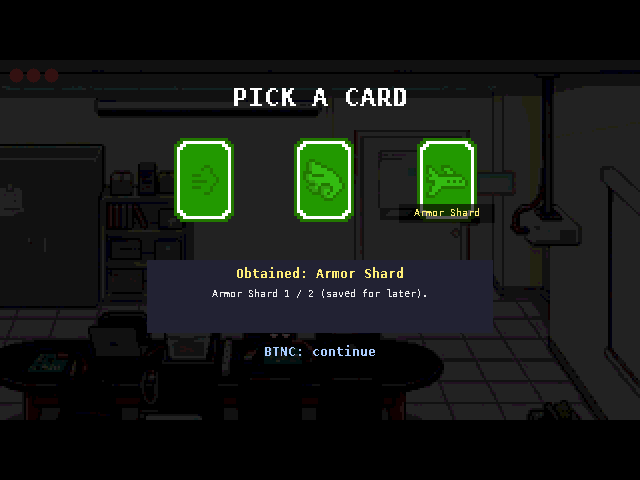 PICK A CARD
Armor Shard
Obtained: Armor Shard
Armor Shard 1 / 2 (saved for later).
BTNC: continue